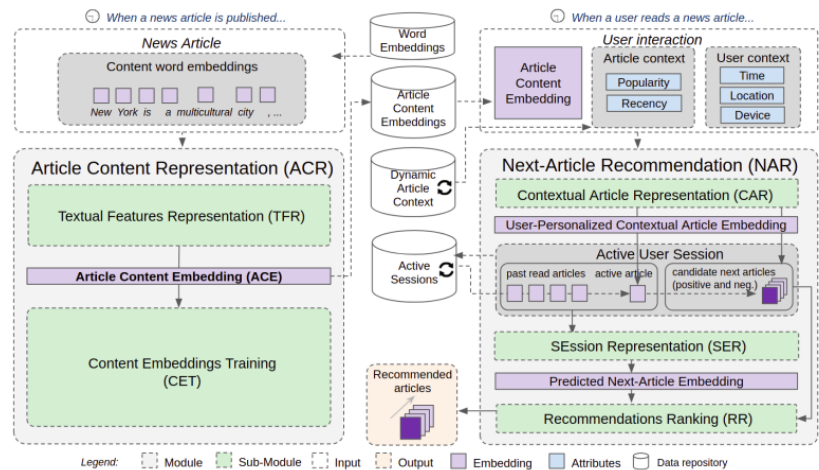 When a news article is published...
News Article
Content word embeddings
New York is a multicultural city , ...
Article Content Representation (ACR)
Textual Features Representation (TFR)
Article Content Embedding (ACE)
Content Embeddings Training
(CET)
Word
Embeddings
Article
Content
Embeddings
Dynamic
Article
Context
Active
Sessions
Recommended
articles
When a user reads a news article...
User interaction
Article
Content
Embedding
Article context
Popularity
Recency
User context
Time
Location
Device
Next-Article Recommendation (NAR)
Contextual Article Representation (CAR)
User-Personalized Contextual Article Embedding
Active User Session
past read articles
active article
candidate next articles
(positive and neg.)
SEssion Representation (SER)
Predicted Next-Article Embedding
Recommendations Ranking (RR)
Legend: Module Sub-Module Input Output Embedding Attributes Data repository